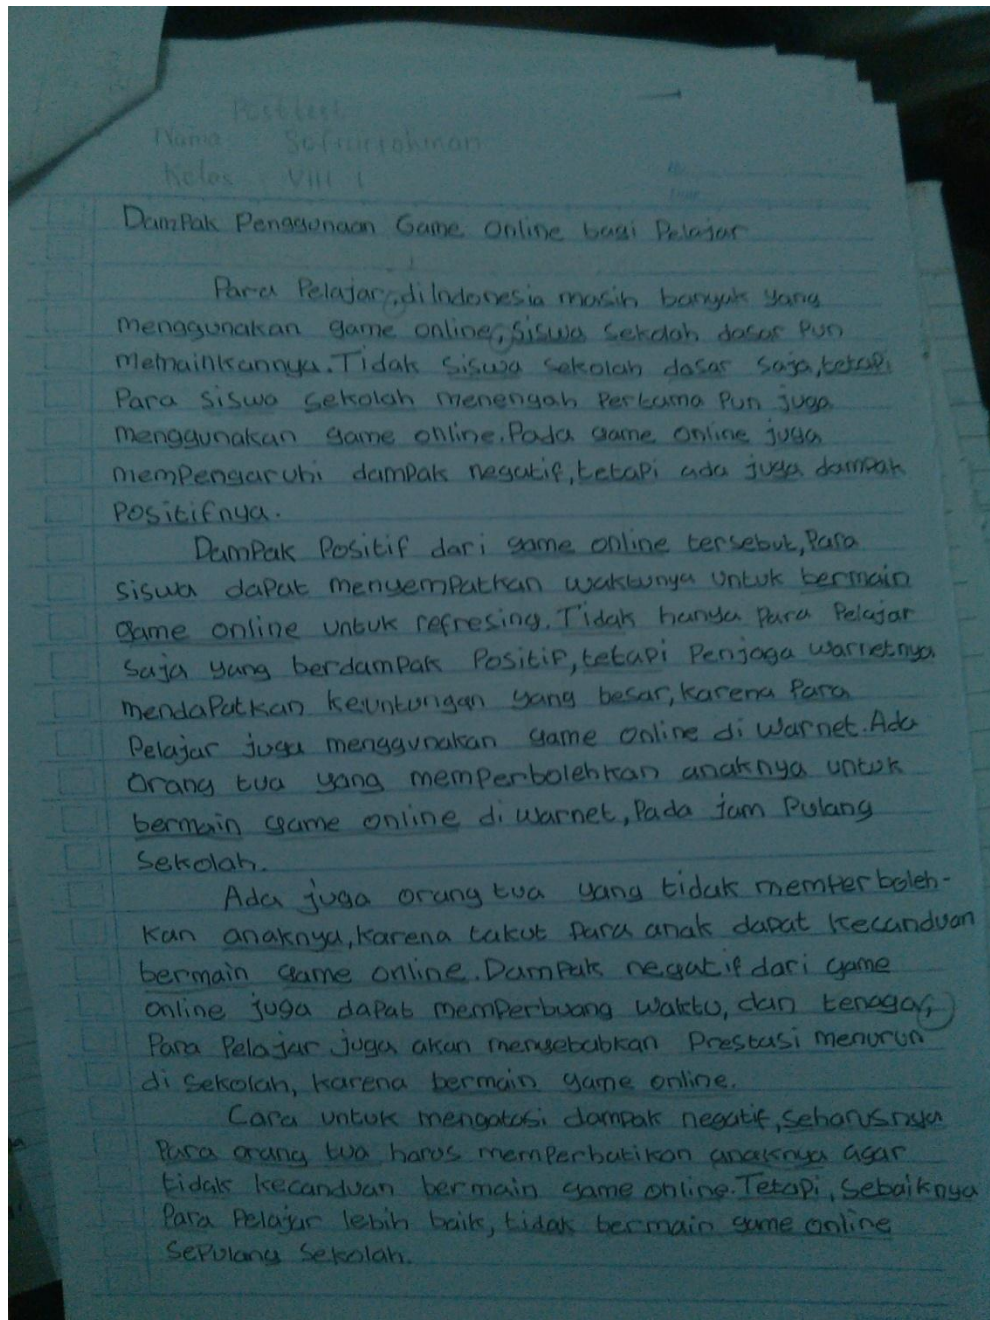 Posttest
Nama
Kelas : VIII 1
Dampak Penggunaan Game Online bagi Pelajar
Para Pelajar, di Indonesia masih banyak yang
menggunakan game online, siswa sekolah dasar pun
memainkannya. Tidak siswa sekolah dasar saja, tetapi
Para siswa sekolah menengah Pertama Pun juga
menggunakan game online. Pada game online juga
mempengaruhi dampak negatif, tetapi ada juga dampak
Positifnya.
Dampak Positif dari game online tersebut, Para
siswa dapat menyempatkan waktunya untuk bermain
game online untuk refresing. Tidak hanya Para Pelajar
saja yang berdampak Positif, tetapi Penjaga warnetnya
mendapatkan keuntungan yang besar, karena Para
Pelajar juga menggunakan game online di warnet. Ada
Orang tua yang memperbolehkan anaknya untuk
bermain game online di warnet, Pada jam Pulang
Sekolah.
Ada juga orang tua yang tidak memperboleh-
kan anaknya, karena takut Para anak dapat kecanduan
bermain game online. Dampak negatif dari game
online juga dapat memperbuang waktu, dan tenaga,
Para Pelajar juga akan menyebabkan Prestasi menurun
di Sekolah, karena bermain game online.
Cara untuk mengatasi dampak negatif, seharusnya
Para orang tua harus memperhatikan anaknya agar
tidak kecanduan bermain game online. Tetapi, Sebaiknya
Para Pelajar lebih baik, tidak bermain game online
Sepulang Sekolah.